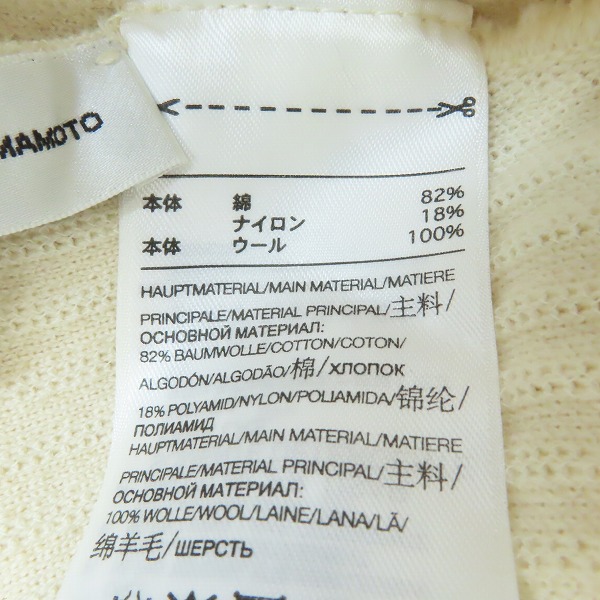 MAMOTO
本体 綿 82%
ナイロン 18%
本体 ウール 100%
HAUPTMATERIAL/MAIN MATERIAL/MATIERE
PRINCIPALE/MATERIAL PRINCIPAL/主料/
ОСНОВНОЙ МАТЕРИАЛ:
82% BAUMWOLLE/COTTON/COTON/
ALGODÓN/ALGODÃO/棉/ХЛОПОК
18% POLYAMID/NYLON/POLIAMIDA/锦纶/
ПОЛИАМИД
HAUPTMATERIAL/MAIN MATERIAL/MATIERE
PRINCIPALE/MATERIAL PRINCIPAL/主料/
ОСНОВНОЙ МАТЕРИАЛ:
100% WOLLE/WOOL/LAINE/LANA/LÃ/
绵羊毛/ШЕРСТЬ